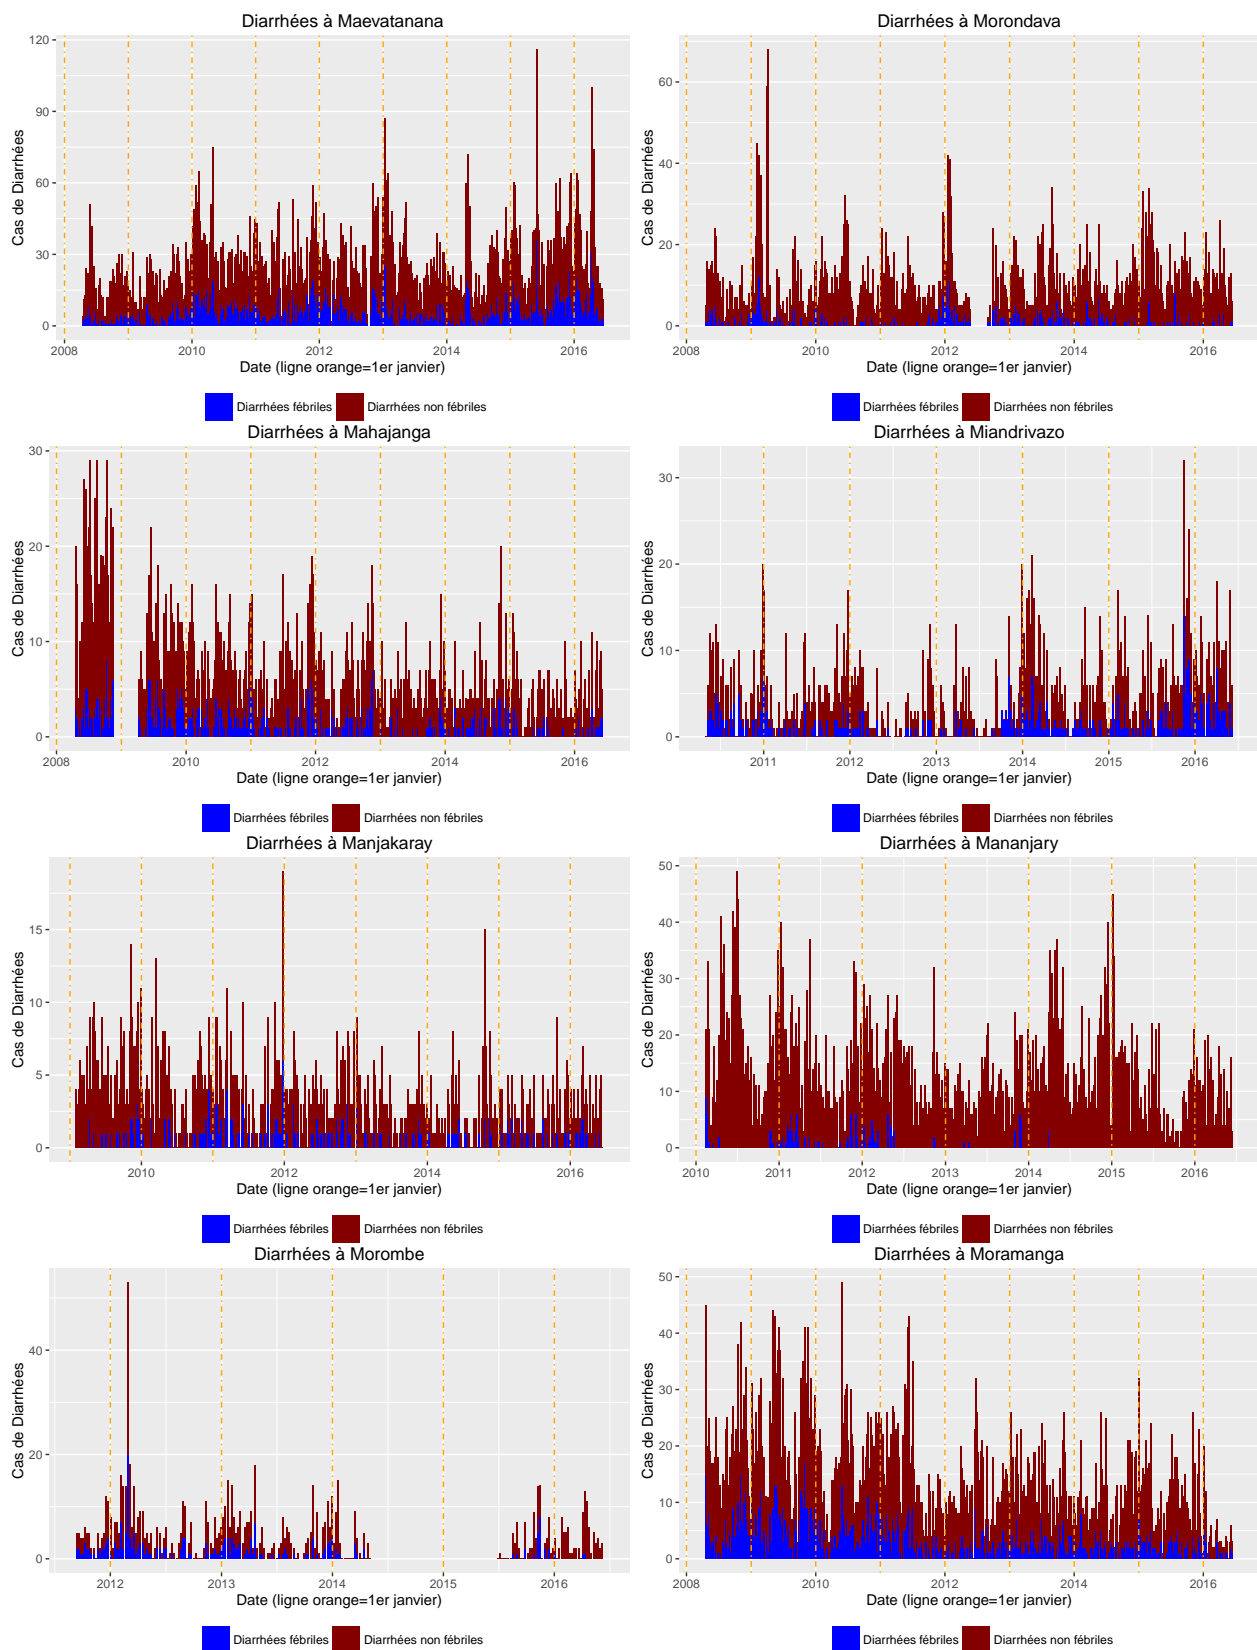 Diarrhées à Maevatanana
Cas de Diarrhées
120
90
60
30
0
2008 2010 2012 2014 2016
Date (ligne orange=1er janvier)
Diarrhées fébriles Diarrhées non fébriles
Diarrhées à Morondava
Cas de Diarrhées
60
40
20
0
2008 2010 2012 2014 2016
Date (ligne orange=1er janvier)
Diarrhées fébriles Diarrhées non fébriles
Diarrhées à Mahajanga
Cas de Diarrhées
30
20
10
0
2008 2010 2012 2014 2016
Date (ligne orange=1er janvier)
Diarrhées fébriles Diarrhées non fébriles
Diarrhées à Miandrivazo
Cas de Diarrhées
30
20
10
0
2011 2012 2013 2014 2015 2016
Date (ligne orange=1er janvier)
Diarrhées fébriles Diarrhées non fébriles
Diarrhées à Manjakaray
Cas de Diarrhées
15
10
5
0
2010 2012 2014 2016
Date (ligne orange=1er janvier)
Diarrhées fébriles Diarrhées non fébriles
Diarrhées à Mananjary
Cas de Diarrhées
50
40
30
20
10
0
2010 2011 2012 2013 2014 2015 2016
Date (ligne orange=1er janvier)
Diarrhées fébriles Diarrhées non fébriles
Diarrhées à Morombe
Cas de Diarrhées
40
20
0
2012 2013 2014 2015 2016
Date (ligne orange=1er janvier)
Diarrhées fébriles Diarrhées non fébriles
Diarrhées à Moramanga
Cas de Diarrhées
50
40
30
20
10
0
2008 2010 2012 2014 2016
Date (ligne orange=1er janvier)
Diarrhées fébriles Diarrhées non fébriles